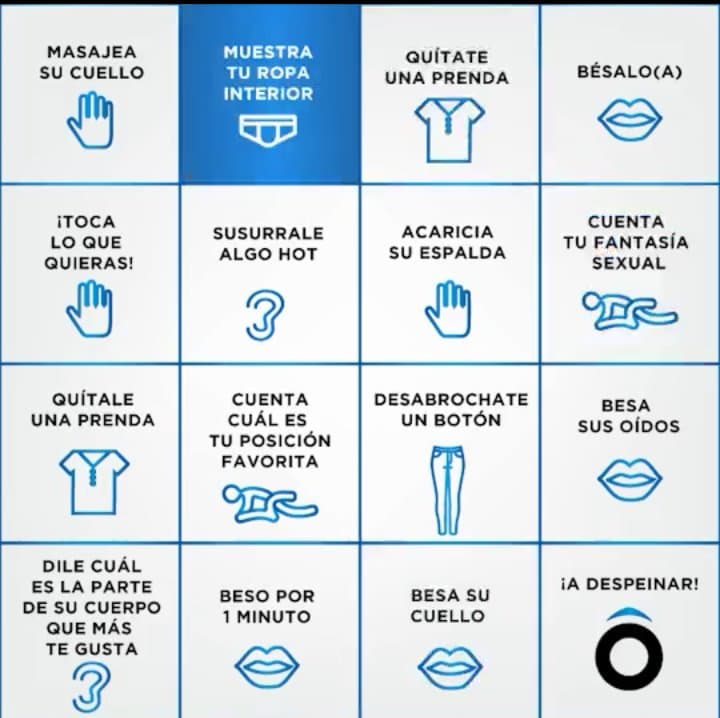 MASAJEA
SU CUELLO
MUESTRA
TU ROPA
INTERIOR
QUÍTATE
UNA PRENDA
BÉSALO(A)
¡TOCA
LO QUE
QUIERAS!
SUSURRALE
ALGO HOT
ACARICIA
SU ESPALDA
CUENTA
TU FANTASÍA
SEXUAL
QUÍTALE
UNA PRENDA
CUENTA
CUÁL ES
TU POSICIÓN
FAVORITA
DESABROCHATE
UN BOTÓN
BESA
SUS OÍDOS
DILE CUÁL
ES LA PARTE
DE SU CUERPO
QUE MÁS
TE GUSTA
BESO POR
1 MINUTO
BESA SU
CUELLO
¡A DESPEINAR!